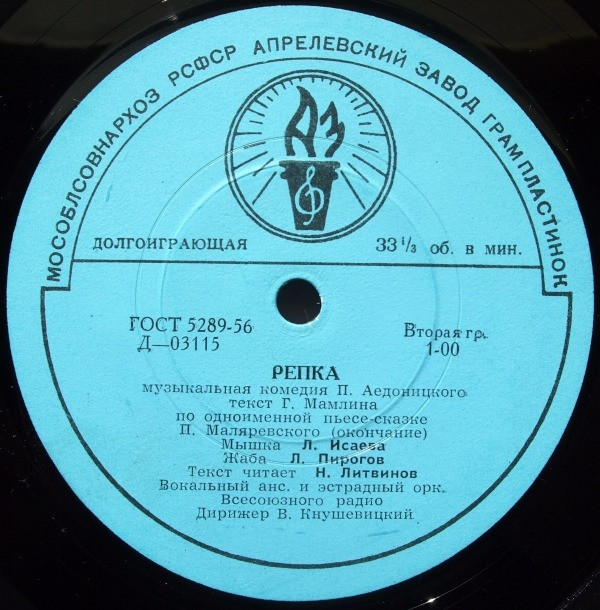 МОСОБЛСОВНАРХОЗ РСФСР АПРЕЛЕВСКИЙ ЗАВОД ГРАМПЛАСТИНОК
АЗ
ДОЛГОИГРАЮЩАЯ 33 1/3 об. в мин.
ГОСТ 5289-56 Вторая гр.
Д—03115 1-00
РЕПКА
музыкальная комедия П. Аедоницкого
текст Г. Мамлина
по одноименной пьесе-сказке
П. Маляревского (окончание)
Мышка Л. Исаева
Жаба Л. Пирогов
Текст читает Н. Литвинов
Вокальный анс. и эстрадный орк.
Всесоюзного радио
Дирижер В. Кнушевицкий